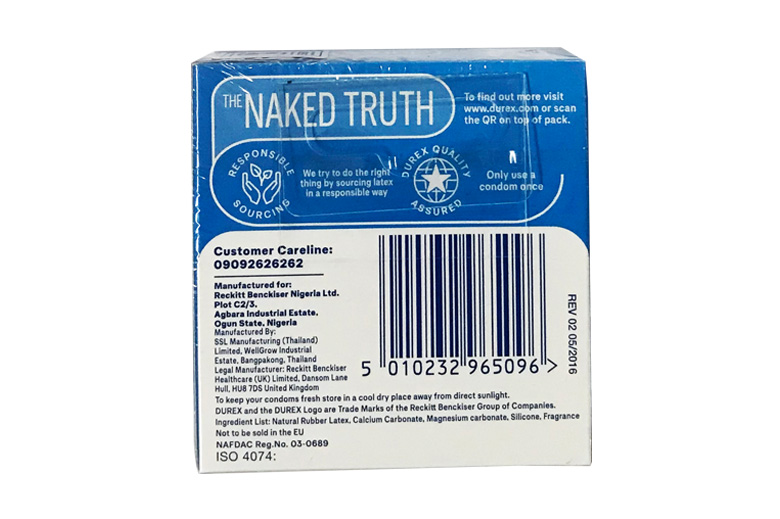 THE NAKED TRUTH
To find out more visit
www.durex.com or scan
the QR on top of pack.
RESPONSIBLE
SOURCING
We try to do the right
thing by sourcing latex
in a responsible way
DUREX QUALITY
ASSURED
Only use a
condom once
Customer Careline:
09092626262
Manufactured for:
Reckitt Benckiser Nigeria Ltd.
Plot C2/3,
Agbara Industrial Estate,
Ogun State, Nigeria
Manufactured By:
SSL Manufacturing (Thailand)
Limited, WellGrow Industrial
Estate, Bangpakong, Thailand
Legal Manufacturer: Reckitt Benckiser
Healthcare (UK) Limited, Dansom Lane
Hull, HU8 7DS United Kingdom
5 010232 965096 >
REV 02 05/2016
To keep your condoms fresh store in a cool dry place away from direct sunlight.
DUREX and the DUREX Logo are Trade Marks of the Reckitt Benckiser Group of Companies.
Ingredient List: Natural Rubber Latex, Calcium Carbonate, Magnesium carbonate, Silicone, Fragrance
Not to be sold in the EU
NAFDAC Reg.No. 03-0689
ISO 4074: